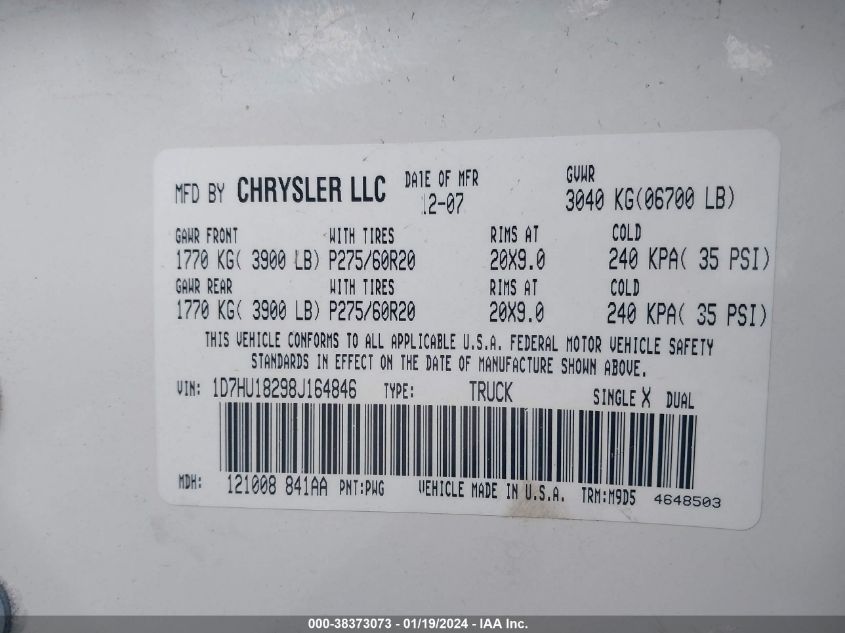 MFD BY CHRYSLER LLC DATE OF MFR 12-07 GVWR 3040 KG(06700 LB)
GAWR FRONT WITH TIRES RIMS AT COLD
1770 KG( 3900 LB) P275/60R20 20X9.0 240 KPA( 35 PSI)
GAWR REAR WITH TIRES RIMS AT COLD
1770 KG( 3900 LB) P275/60R20 20X9.0 240 KPA( 35 PSI)
THIS VEHICLE CONFORMS TO ALL APPLICABLE U.S.A. FEDERAL MOTOR VEHICLE SAFETY
STANDARDS IN EFFECT ON THE DATE OF MANUFACTURE SHOWN ABOVE.
VIN: 1D7HU18298J164846 TYPE: TRUCK SINGLE X DUAL
MDH: 121008 841AA PNT:PWG VEHICLE MADE IN U.S.A. TRM:M9D5 4648503
000-38373073 - 01/19/2024 - IAA Inc.